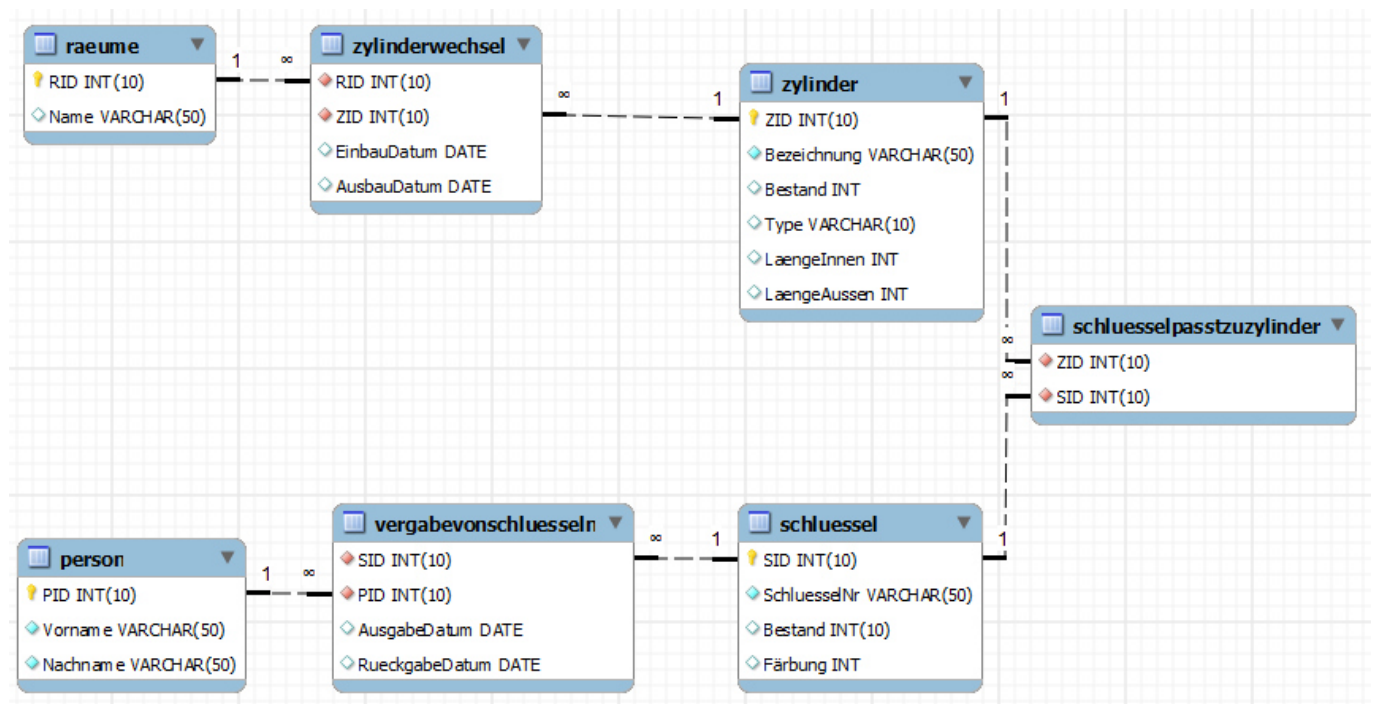 raeume
RID INT(10)
Name VARCHAR(50)
1 ∞
zylinderwechsel
RID INT(10)
ZID INT(10)
EinbauDatum DATE
AusbauDatum DATE
∞ 1
zylinder
ZID INT(10)
Bezeichnung VARCHAR(50)
Bestand INT
Type VARCHAR(10)
LaengeInnen INT
LaengeAussen INT
1
∞
∞
schluesselpasstzuzylinder
ZID INT(10)
SID INT(10)
person
PID INT(10)
Vorname VARCHAR(50)
Nachname VARCHAR(50)
1 ∞
vergabevonschluesseln
SID INT(10)
PID INT(10)
AusgabeDatum DATE
RueckgabeDatum DATE
∞ 1
schluessel
SID INT(10)
SchluesselNr VARCHAR(50)
Bestand INT(10)
Färbung INT
1